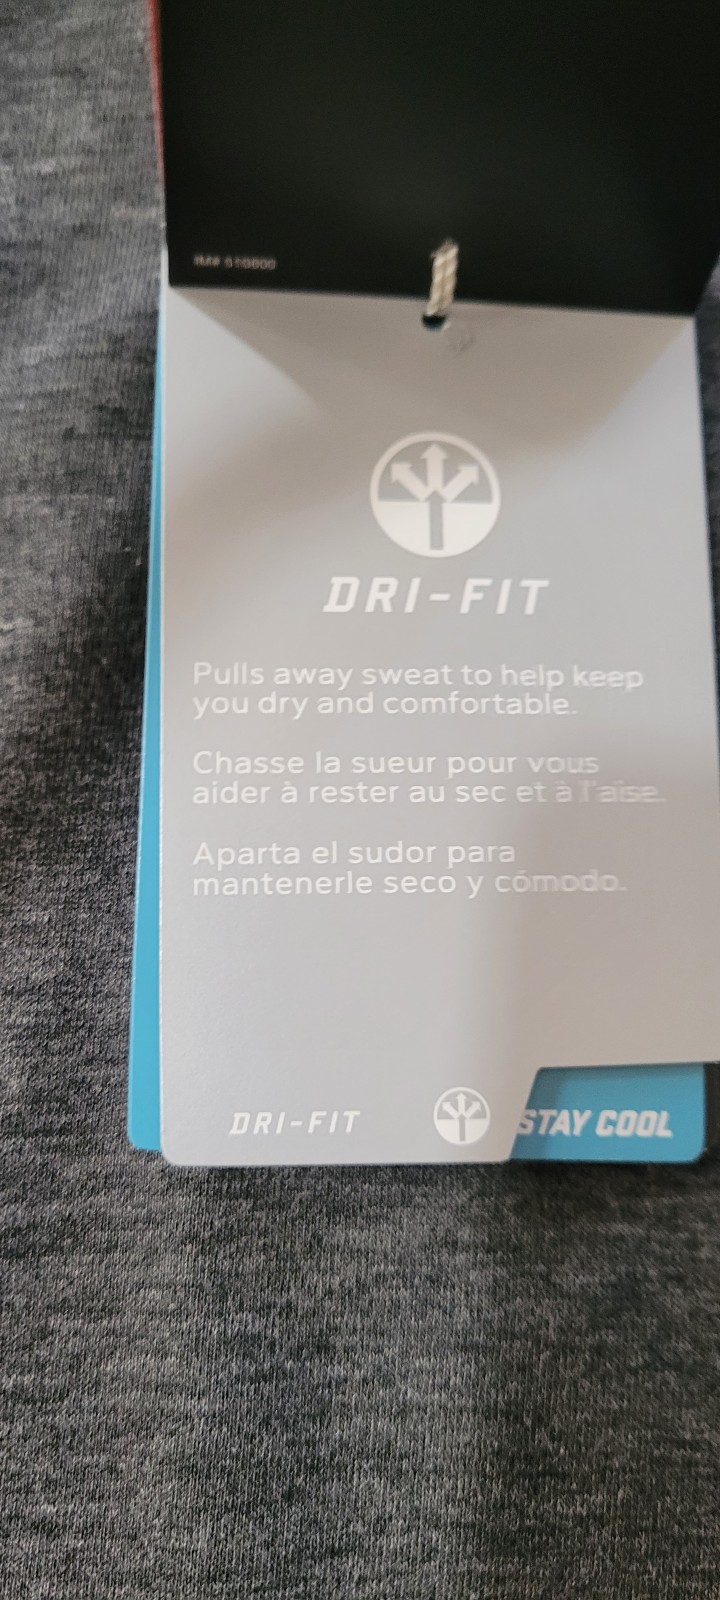 DRI-FIT
Pulls away sweat to help keep
you dry and comfortable.
Chasse la sueur pour vous
aider à rester au sec et à l'aise.
Aparta el sudor para
mantenerle seco y cómodo.
DRI-FIT
STAY COOL